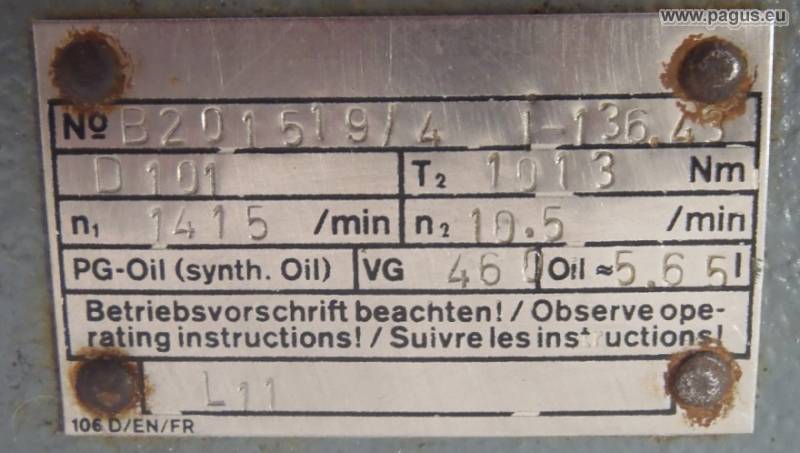 www.pagus.eu
No B201519/4 I-136.43
D 101 T2 1013 Nm
n1 1415 /min n2 10.5 /min
PG-Oil (synth. Oil) VG 460 Oil ≈5.65 l
Betriebsvorschrift beachten! / Observe ope-
rating instructions! / Suivre les instructions!
L11
106 D/EN/FR